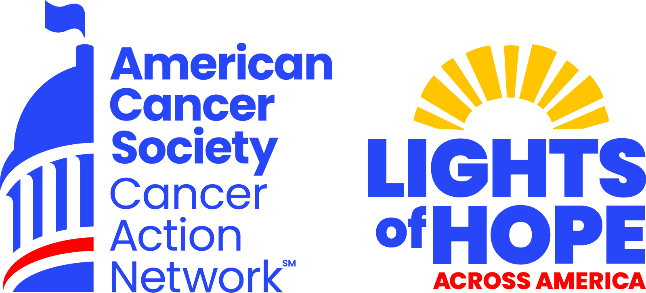 American
Cancer
Society
Cancer
Action
Network℠
LIGHTS
of HOPE
ACROSS AMERICA